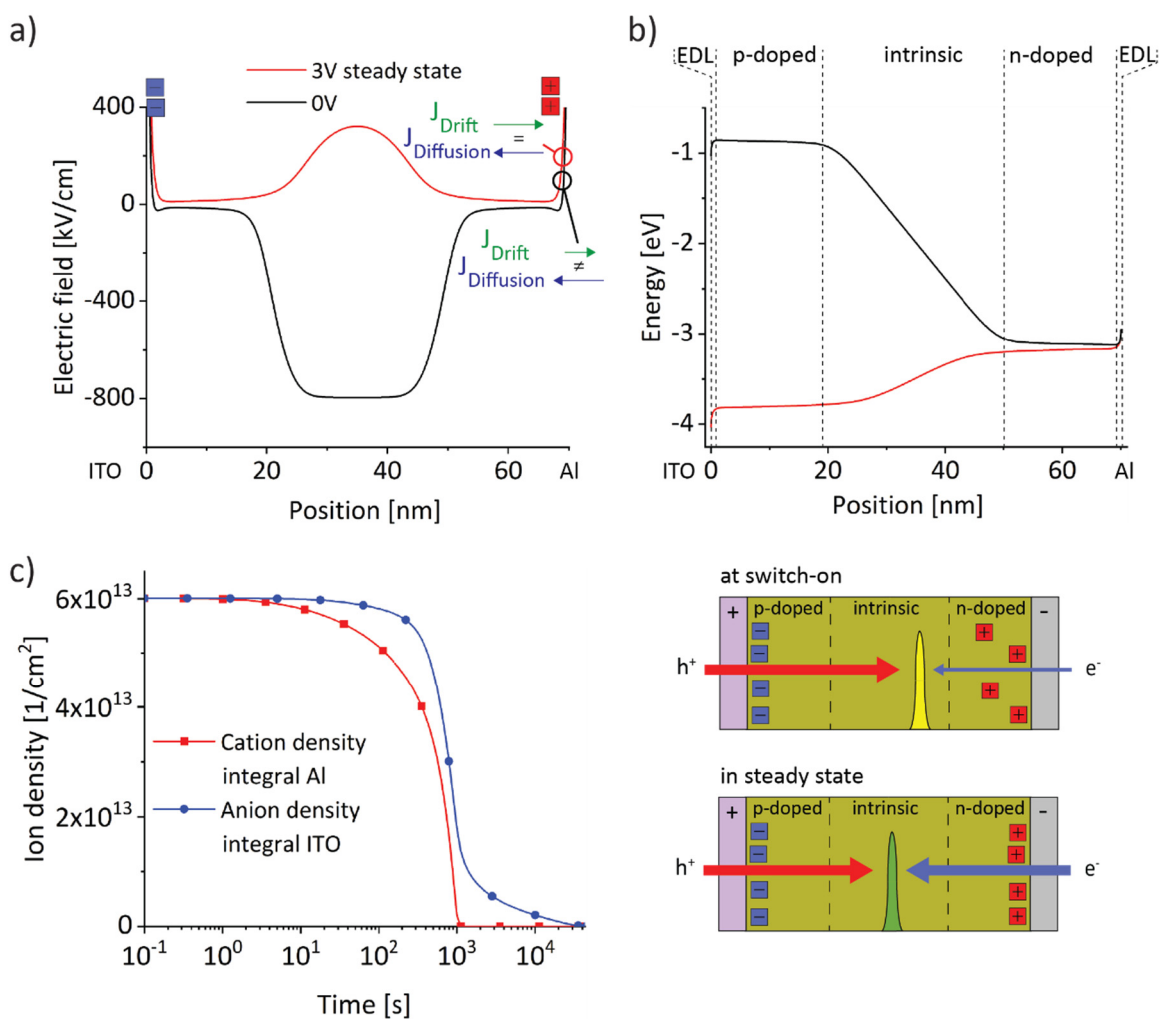 a)
3V steady state
0V
400
0
-400
-800
Electric field [kV/cm]
− −
+ +
J Drift
=
J Diffusion
J Drift
≠
J Diffusion
ITO 0 20 40 60 Al
Position [nm]
b)
EDL p-doped intrinsic n-doped EDL
-1
-2
-3
-4
Energy [eV]
ITO 0 20 40 60 Al
Position [nm]
c)
6x10^13
4x10^13
2x10^13
0
Ion density [1/cm²]
Cation density
integral Al
Anion density
integral ITO
10^-1 10^0 10^1 10^2 10^3 10^4
Time [s]
at switch-on
+ p-doped intrinsic n-doped -
− − − −
+ + + +
h⁺ e⁻
in steady state
+ p-doped intrinsic n-doped -
− − − −
+ + + +
h⁺ e⁻